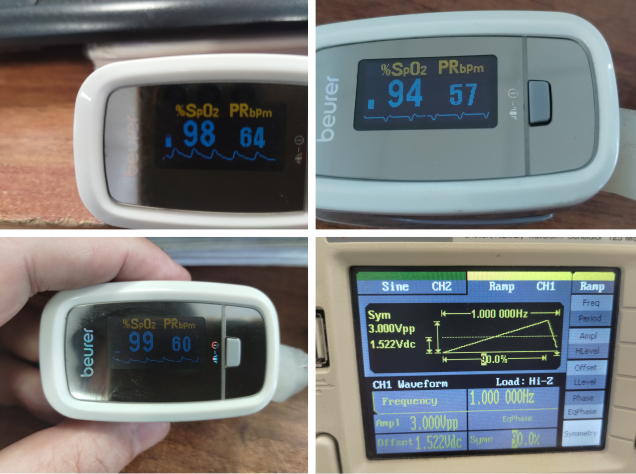 %SpO2 PRbpm
98 64
beurer
%SpO2 PRbpm
94 57
beurer
%SpO2 PRbpm
99 60
Sine CH2 Ramp CH1 Ramp
Sym
3.000Vpp
1.522Vdc
1.000 000Hz
0.0%
Freq
Period
Ampl
HLevel
Offset
LLevel
Phase
EqPhase
Symmetry
CH1 Waveform Load: Hi-Z
Frequency 1.000 000Hz
Ampl 3.000Vpp EqPhase
Offset 1.522Vdc Symm 0.0%